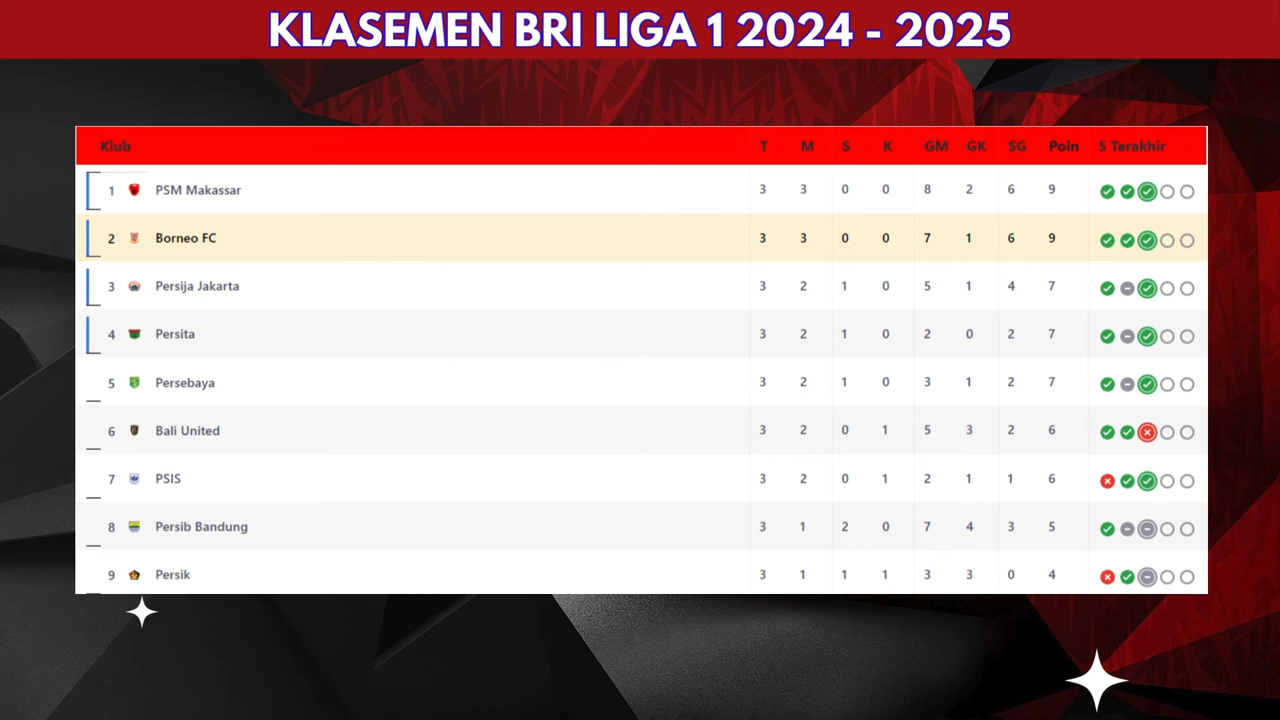 KLASEMEN BRI LIGA 1 2024 - 2025
Klub T M S K GM GK SG Poin 5 Terakhir
1 PSM Makassar 3 3 0 0 8 2 6 9
2 Borneo FC 3 3 0 0 7 1 6 9
3 Persija Jakarta 3 2 1 0 5 1 4 7
4 Persita 3 2 1 0 2 0 2 7
5 Persebaya 3 2 1 0 3 1 2 7
6 Bali United 3 2 0 1 5 3 2 6
7 PSIS 3 2 0 1 2 1 1 6
8 Persib Bandung 3 1 2 0 7 4 3 5
9 Persik 3 1 1 1 3 3 0 4